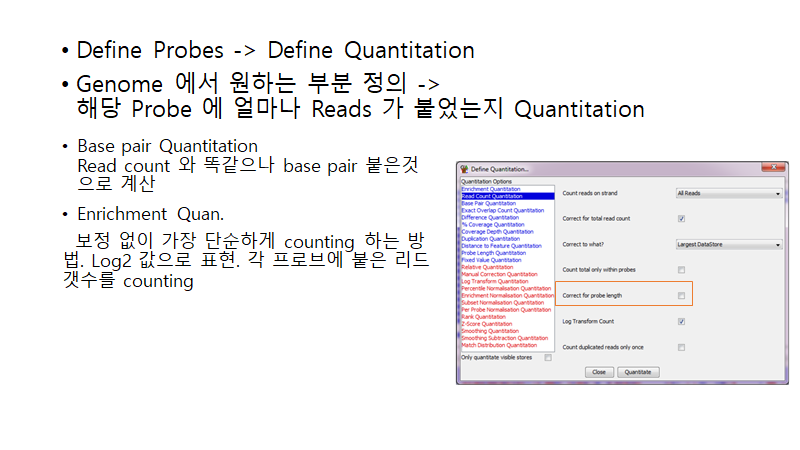 • Define Probes -> Define Quantitation
• Genome 에서 원하는 부분 정의 ->
해당 Probe 에 얼마나 Reads 가 붙었는지 Quantitation
• Base pair Quantitation
Read count 와 똑같으나 base pair 붙은것
으로 계산
• Enrichment Quan.
보정 없이 가장 단순하게 counting 하는 방
법. Log2 값으로 표현. 각 프로브에 붙은 리드
갯수를 counting
Define Quantitation...
Quantitation Options
Enrichment Quantitation
Read Count Quantitation
Base Pair Quantitation
Exact Overlap Count Quantitation
Difference Quantitation
% Coverage Quantitation
Coverage Depth Quantitation
Duplication Quantitation
Distance to Feature Quantitation
Probe Length Quantitation
Fixed Value Quantitation
Relative Quantitation
Manual Correction Quantitation
Log Transform Quantitation
Percentile Normalisation Quantitation
Enrichment Normalisation Quantitation
Subset Normalisation Quantitation
Per Probe Normalisation Quantitation
Rank Quantitation
Z-Score Quantitation
Smoothing Quantitation
Smoothing Subtraction Quantitation
Match Distribution Quantitation
Only quantitate visible stores
Count reads on strand All Reads
Correct for total read count
Correct to what? Largest DataStore
Count total only within probes
Correct for probe length
Log Transform Count
Count duplicated reads only once
Close Quantitate